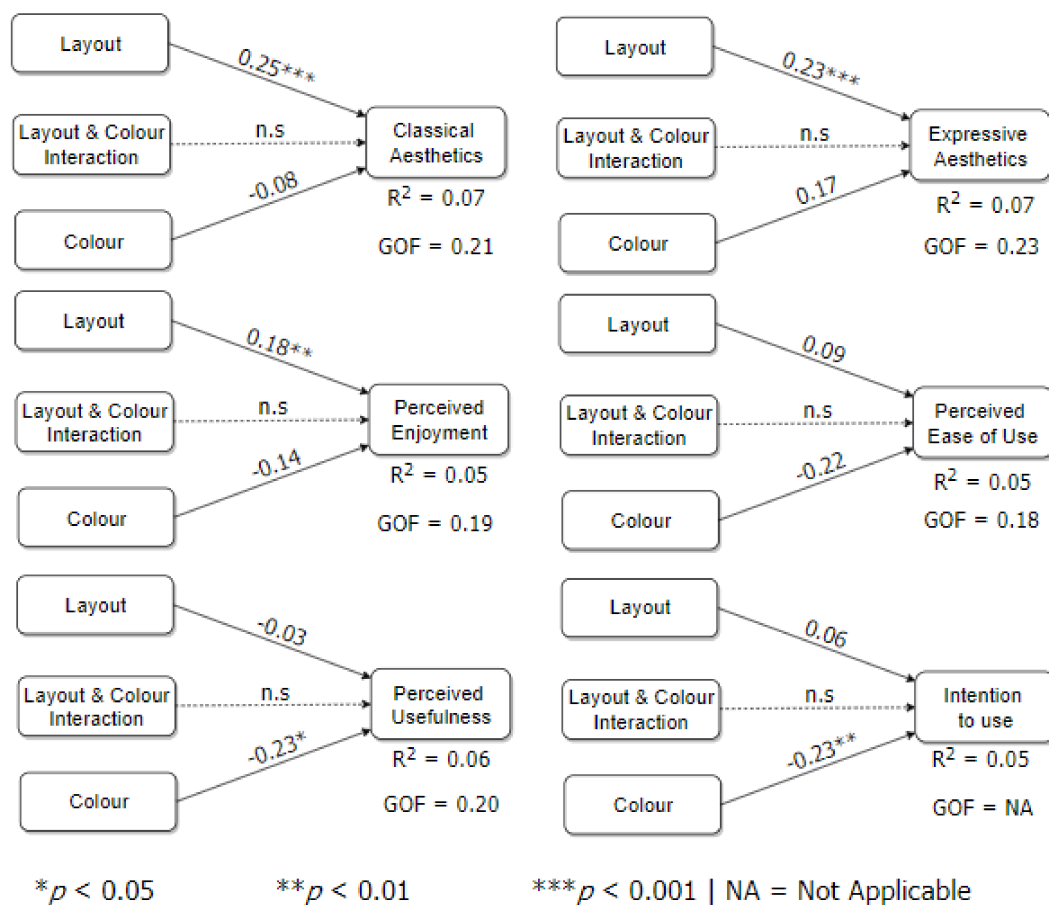 Layout
0.25***
Layout & Colour
Interaction
n.s
Classical
Aesthetics
-0.08
R² = 0.07
Colour
GOF = 0.21
Layout
0.23***
Layout & Colour
Interaction
n.s
Expressive
Aesthetics
0.17
R² = 0.07
Colour
GOF = 0.23
Layout
0.18**
Layout & Colour
Interaction
n.s
Perceived
Enjoyment
-0.14
R² = 0.05
Colour
GOF = 0.19
Layout
0.09
Layout & Colour
Interaction
n.s
Perceived
Ease of Use
-0.22
R² = 0.05
Colour
GOF = 0.18
Layout
-0.03
Layout & Colour
Interaction
n.s
Perceived
Usefulness
-0.23*
R² = 0.06
Colour
GOF = 0.20
Layout
0.06
Layout & Colour
Interaction
n.s
Intention
to use
-0.23**
R² = 0.05
Colour
GOF = NA
*p < 0.05 **p < 0.01 ***p < 0.001 | NA = Not Applicable